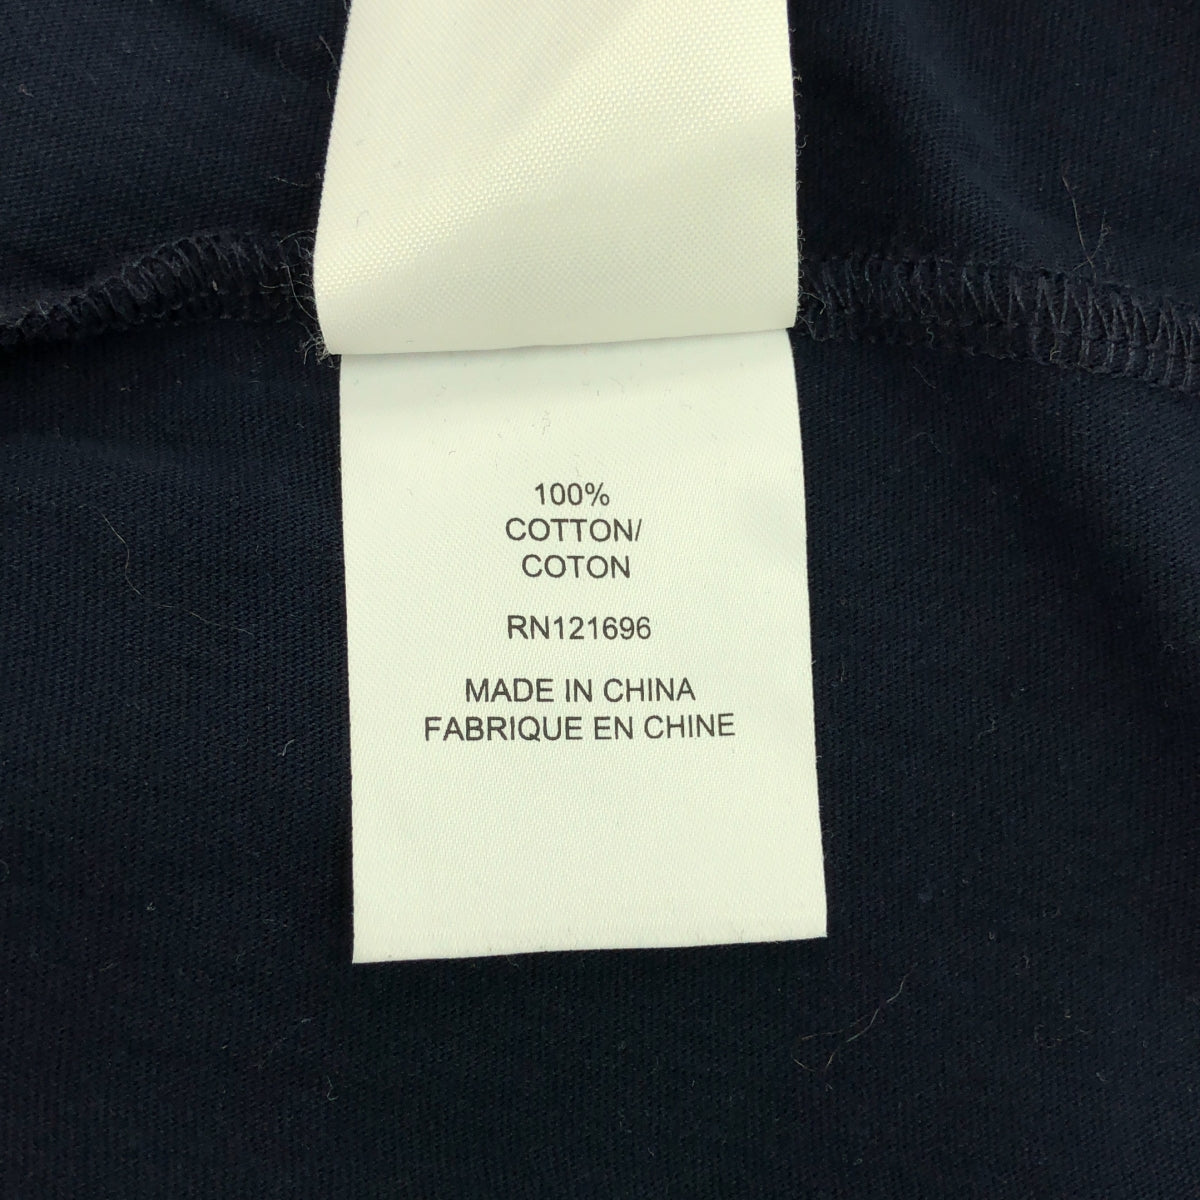 100%
COTTON/
COTON
RN121696
MADE IN CHINA
FABRIQUE EN CHINE